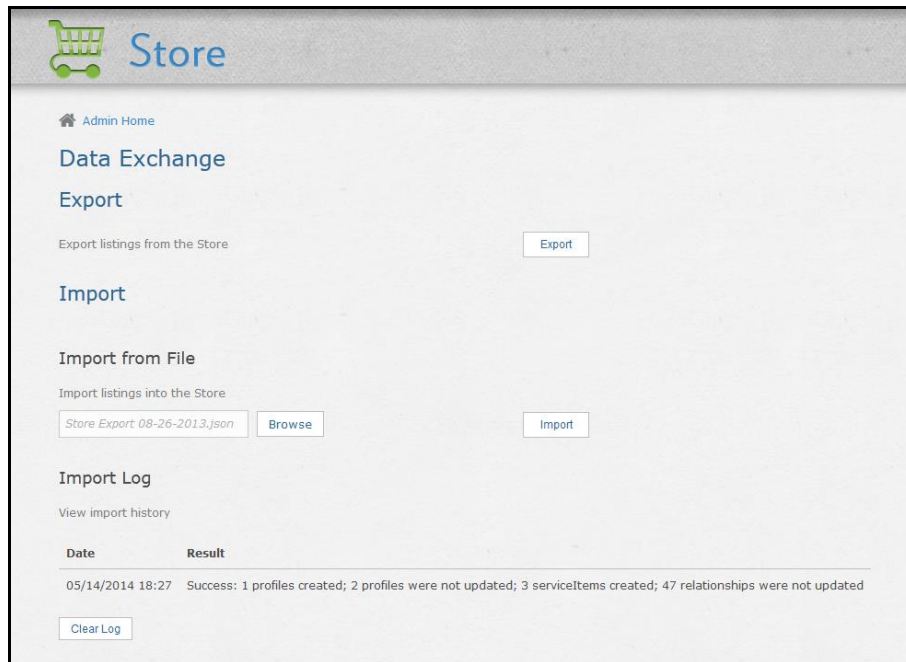 Store
Admin Home
Data Exchange
Export
Export listings from the Store
Export
Import
Import from File
Import listings into the Store
Store Export 08-26-2013.json
Browse
Import
Import Log
View import history
Date Result
05/14/2014 18:27 Success: 1 profiles created; 2 profiles were not updated; 3 serviceItems created; 47 relationships were not updated
Clear Log